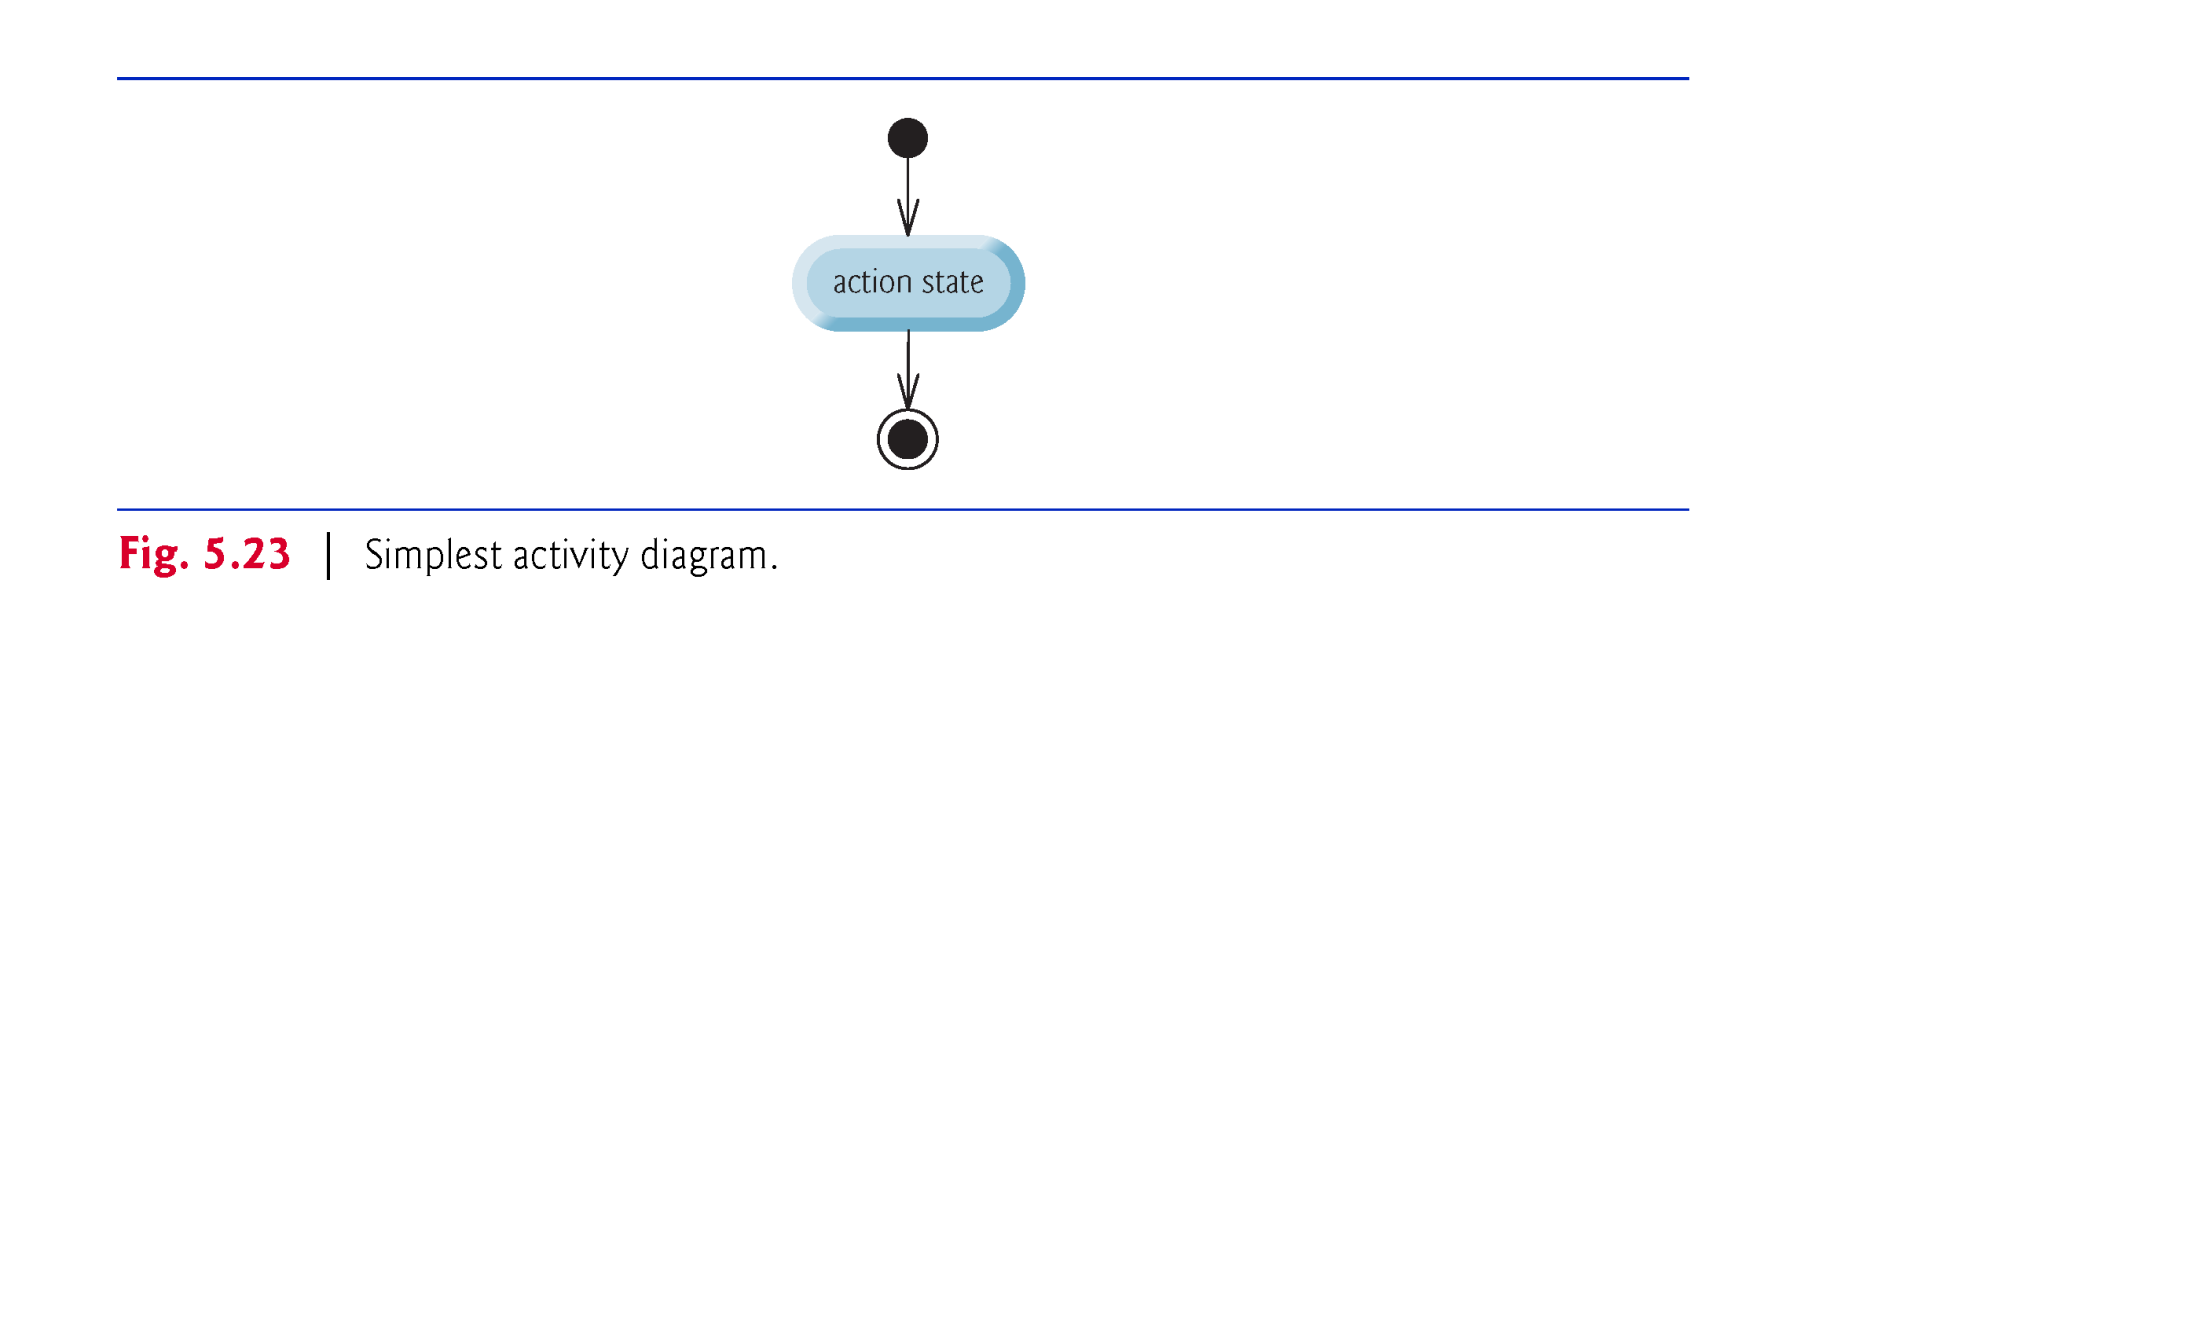 action state
Fig. 5.23 | Simplest activity diagram.